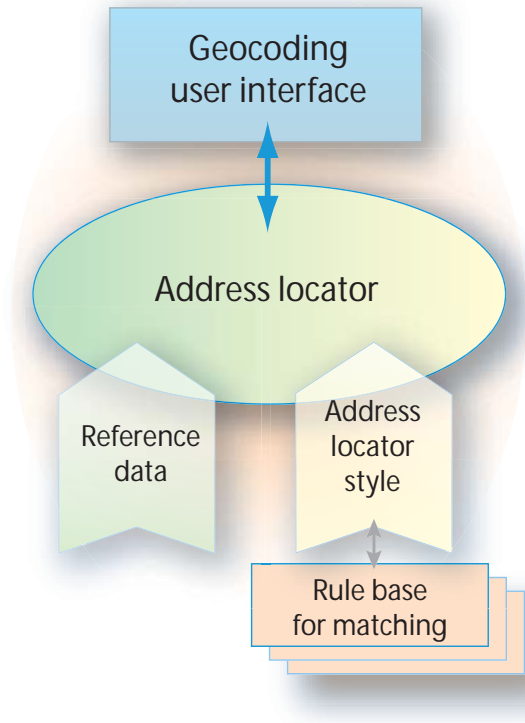 Geocoding
user interface
Address locator
Reference
data
Address
locator
style
Rule base
for matching